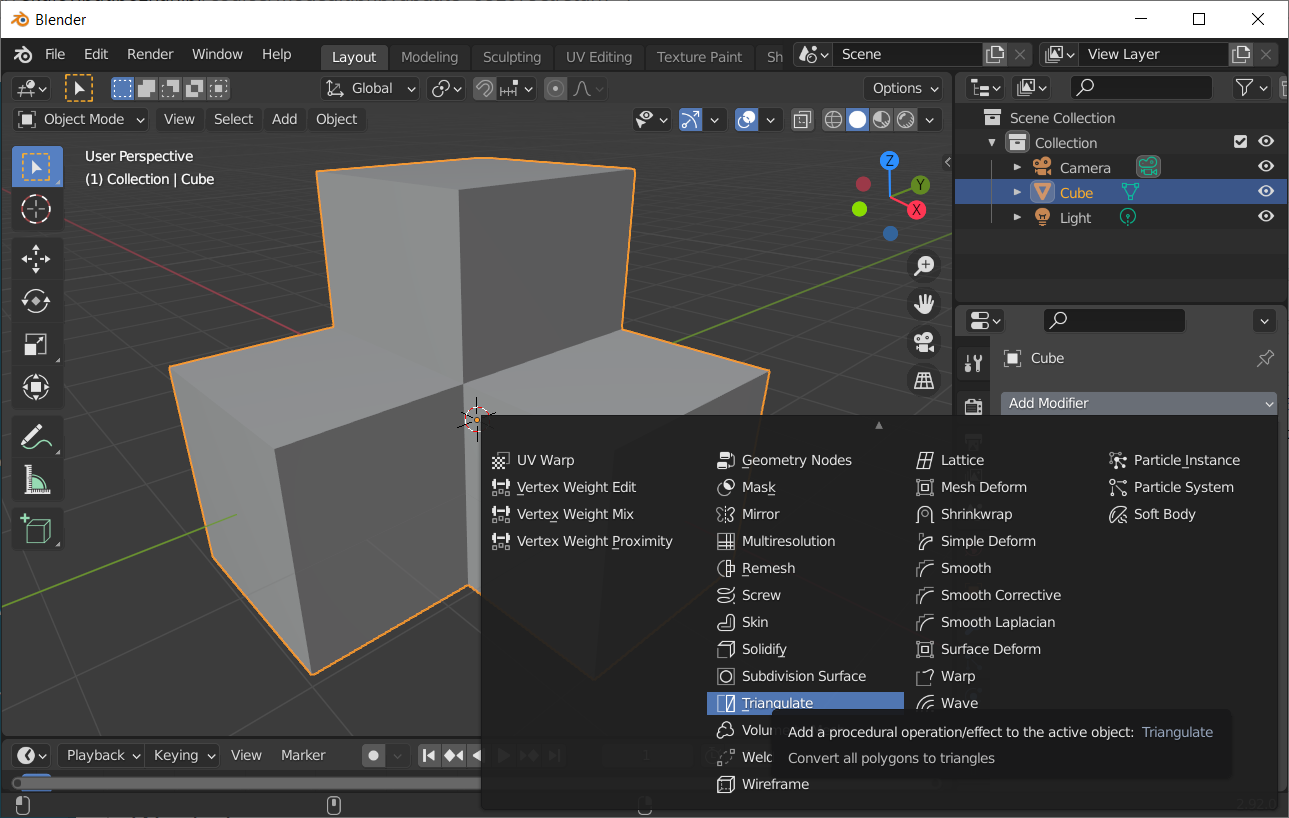 Blender
File Edit Render Window Help Layout Modeling Sculpting UV Editing Texture Paint Sh Scene View Layer
Global Options
Object Mode View Select Add Object
User Perspective
(1) Collection | Cube
Z
Y
X
Scene Collection
Collection
Camera
Cube
Light
Cube
Add Modifier
UV Warp
Vertex Weight Edit
Vertex Weight Mix
Vertex Weight Proximity
Geometry Nodes
Mask
Mirror
Multiresolution
Remesh
Screw
Skin
Solidify
Subdivision Surface
Triangulate
Volu
Weld
Wireframe
Lattice
Mesh Deform
Shrinkwrap
Simple Deform
Smooth
Smooth Corrective
Smooth Laplacian
Surface Deform
Warp
Wave
Particle Instance
Particle System
Soft Body
Add a procedural operation/effect to the active object: Triangulate
Convert all polygons to triangles
Playback Keying View Marker